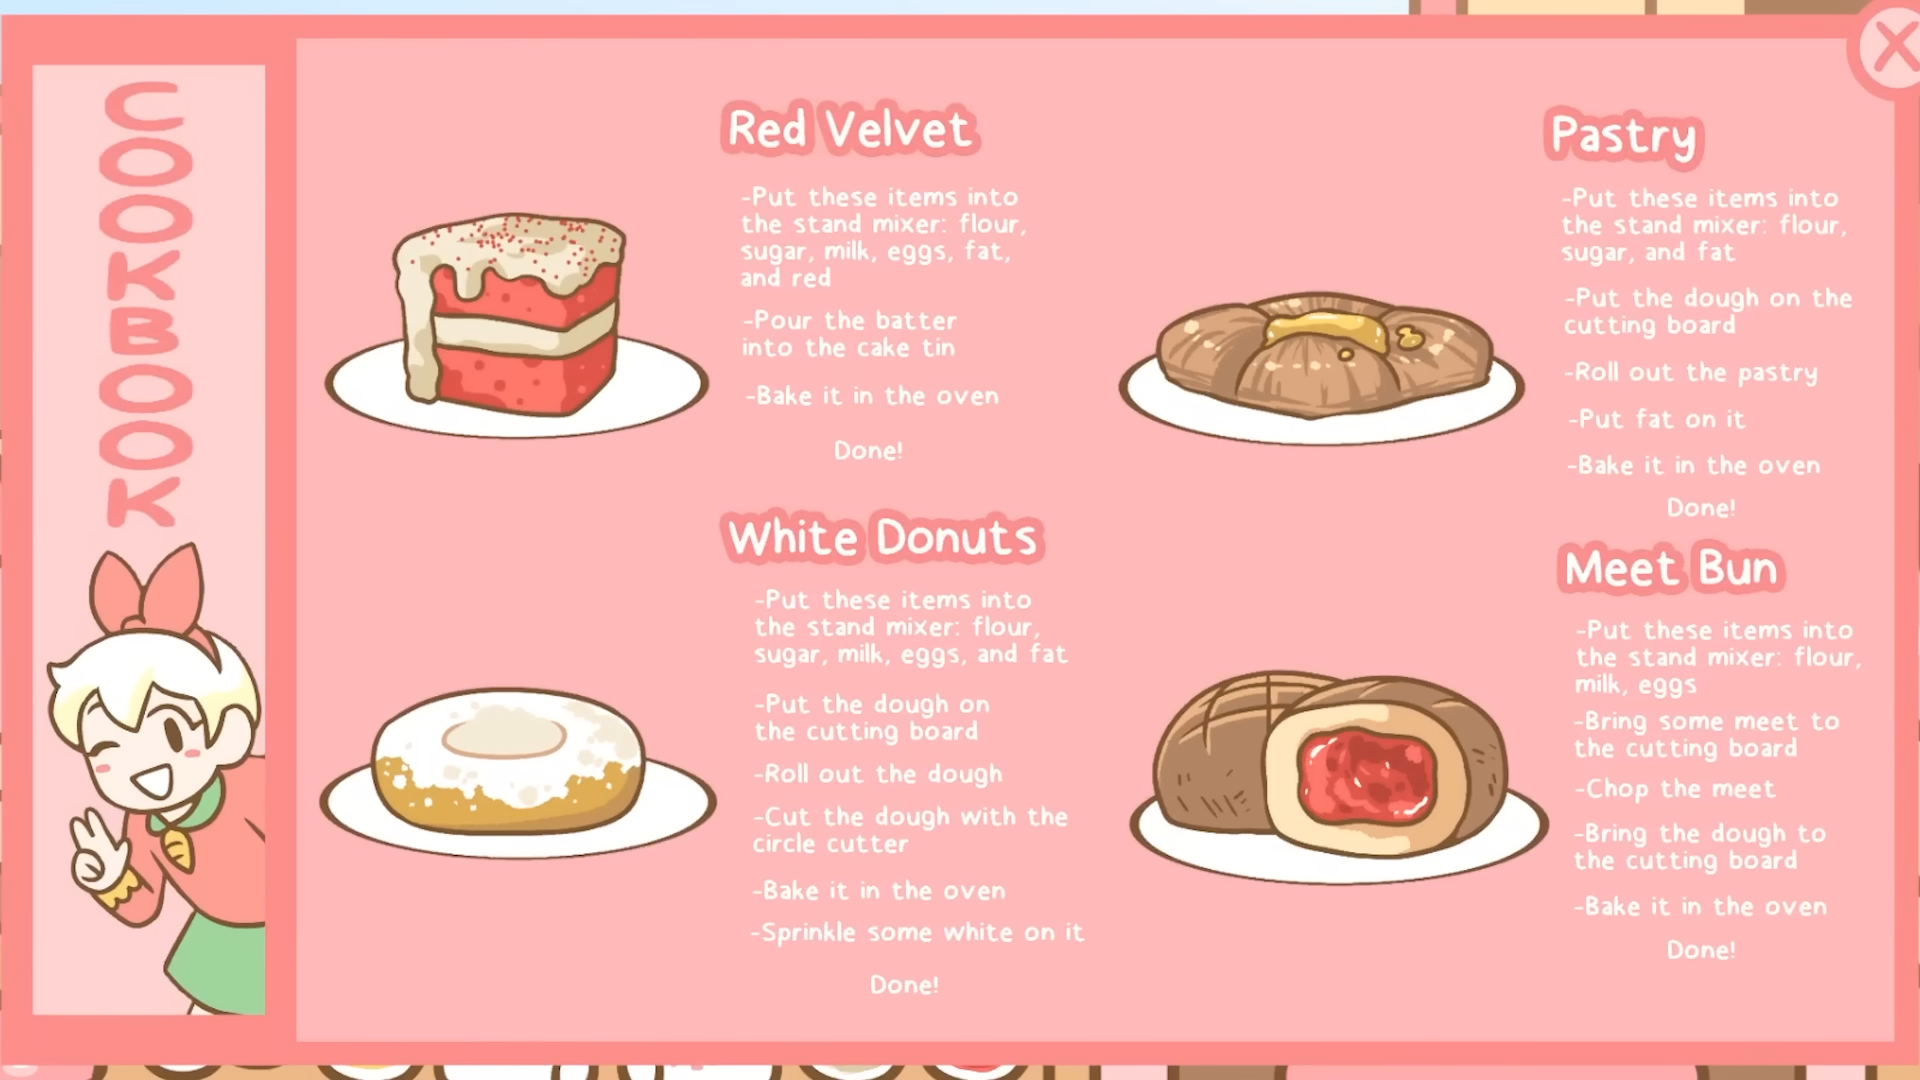 COOKBOOK
Red Velvet
-Put these items into
the stand mixer: flour,
sugar, milk, eggs, fat,
and red
-Pour the batter
into the cake tin
-Bake it in the oven
Done!
White Donuts
-Put these items into
the stand mixer: flour,
sugar, milk, eggs, and fat
-Put the dough on
the cutting board
-Roll out the dough
-Cut the dough with the
circle cutter
-Bake it in the oven
-Sprinkle some white on it
Done!
Pastry
-Put these items into
the stand mixer: flour,
sugar, and fat
-Put the dough on the
cutting board
-Roll out the pastry
-Put fat on it
-Bake it in the oven
Done!
Meet Bun
-Put these items into
the stand mixer: flour,
milk, eggs
-Bring some meet to
the cutting board
-Chop the meet
-Bring the dough to
the cutting board
-Bake it in the oven
Done!